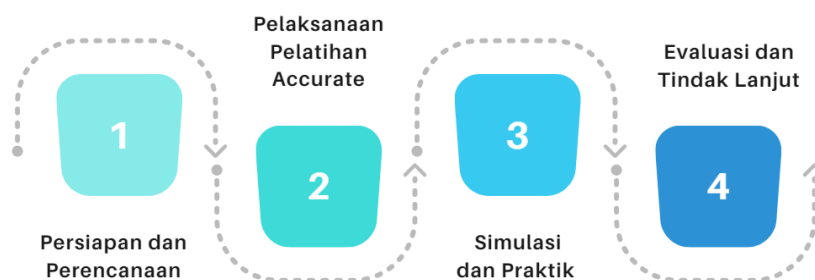 1
Persiapan dan
Perencanaan
Pelaksanaan
Pelatihan
Accurate
2
3
Simulasi
dan Praktik
Evaluasi dan
Tindak Lanjut
4